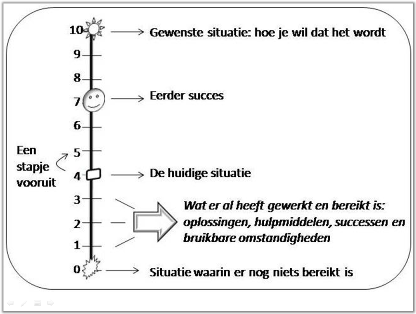 10 Gewenste situatie: hoe je wil dat het wordt
9
8
7 Eerder succes
6
5
Een
stapje
vooruit
4 De huidige situatie
3
2
1
Wat er al heeft gewerkt en bereikt is:
oplossingen, hulpmiddelen, successen en
bruikbare omstandigheden
0 Situatie waarin er nog niets bereikt is